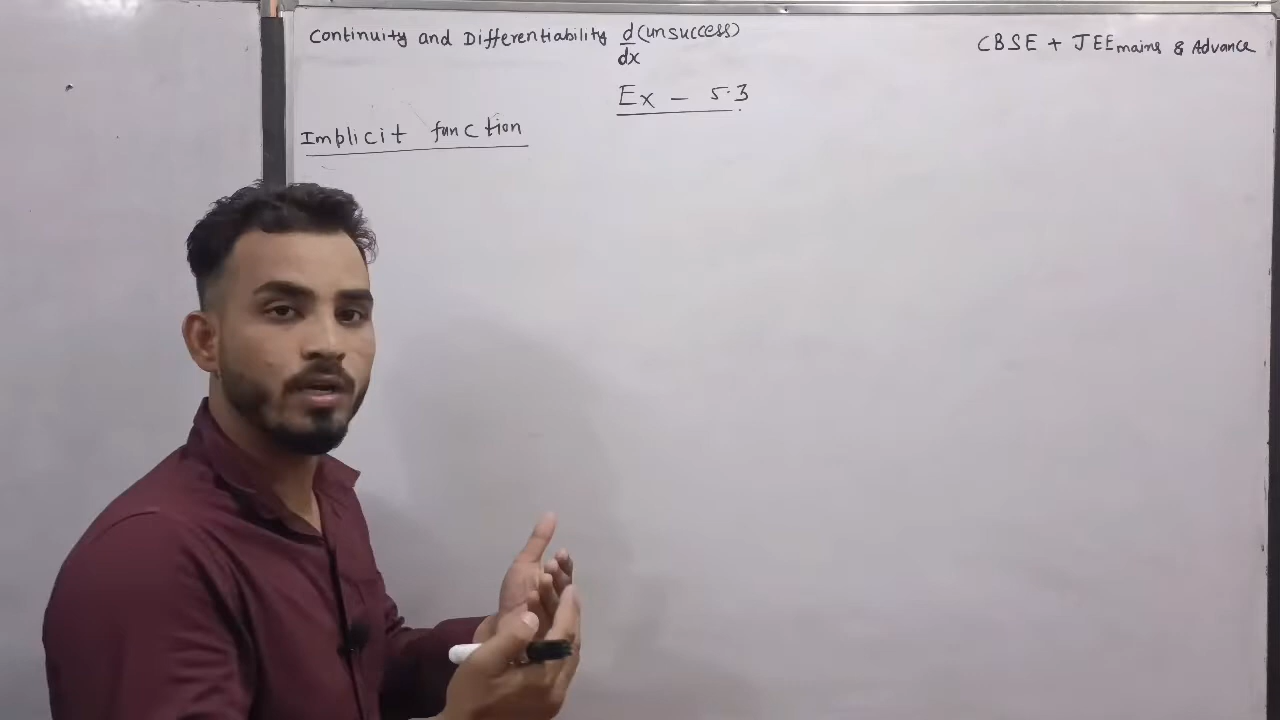 Continuity and Differentiability d/dx (unsuccess)
CBSE + JEE mains & Advance
Ex - 5.3
Implicit function